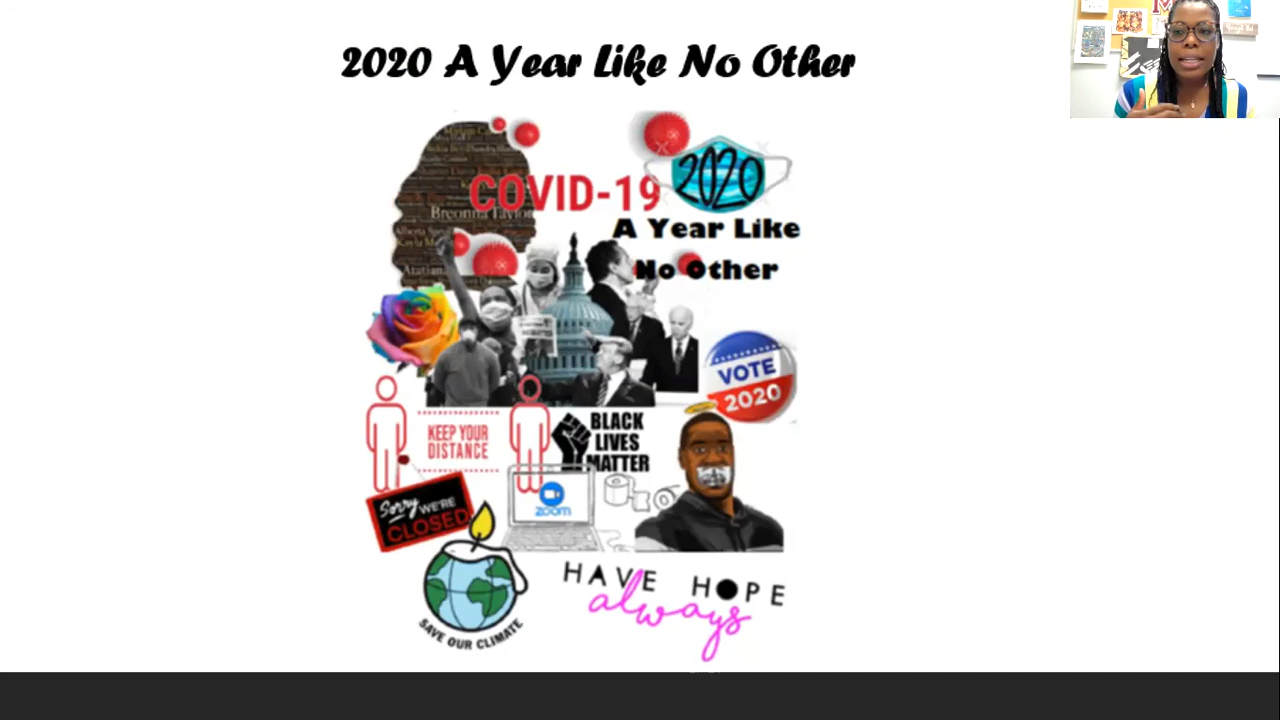 2020 A Year Like No Other
COVID-19
2020
A Year Like
No Other
Breonna Taylor
Atatiana
VOTE
2020
KEEP YOUR
DISTANCE
BLACK
LIVES
MATTER
Sorry WE'RE
CLOSED
zoom
SAVE OUR CLIMATE
HAVE HOPE
always